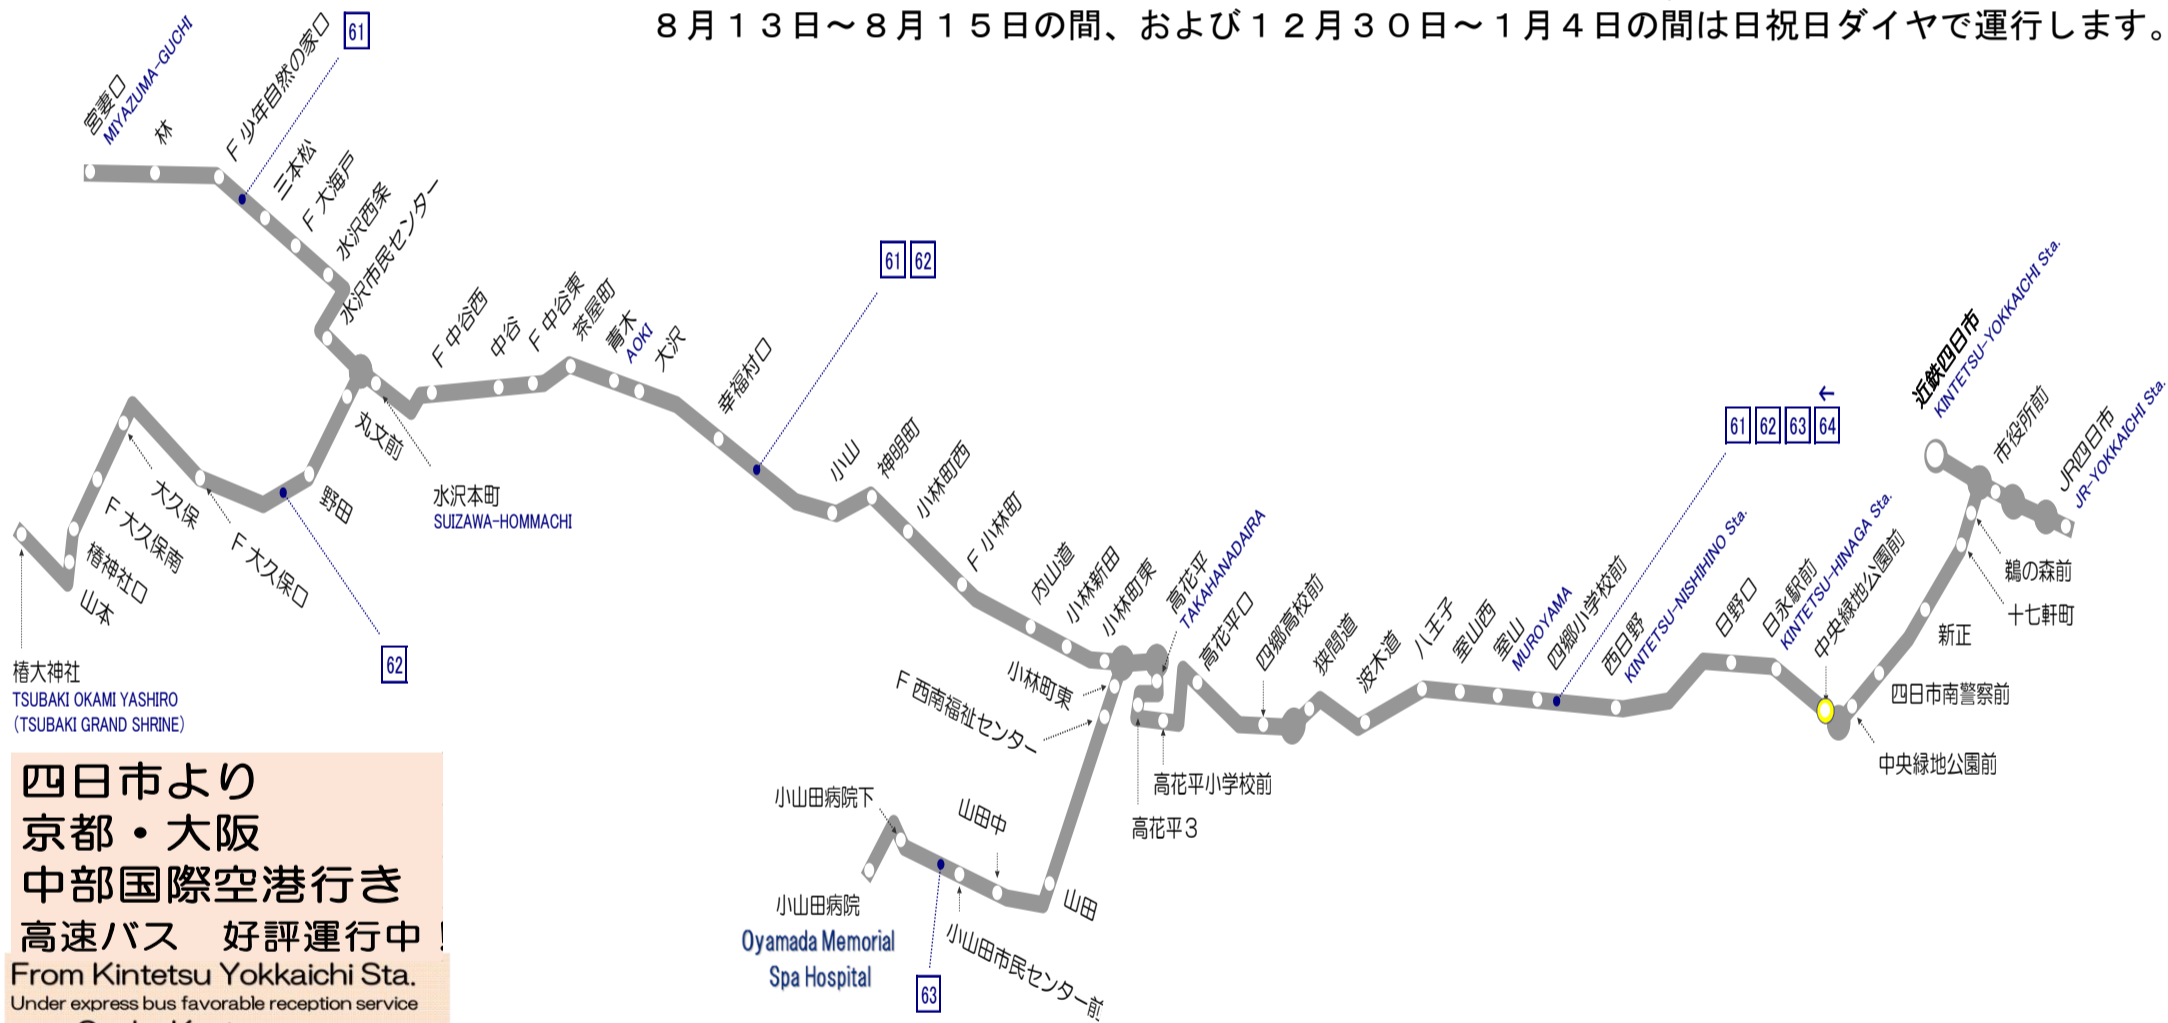 ８月１３日～８月１５日の間、および１２月３０日～１月４日の間は日祝日ダイヤで運行します。
宮妻口
MIYAZUMA-GUCHI
林
F 少年自然の家口
61
三本松
F 大海戸
水沢西条
水沢市民センター
F 中谷西
中谷
F 中谷東
茶屋町
青木
AOKI
大沢
幸福村口
61 62
小山
神明町
小林町西
F 小林町
内山道
小林新田
小林町東
高花平
TAKAHANADAIRA
高花平口
四郷高校前
狭間道
波木道
八王子
室山西
室山
MUROYAMA
四郷小学校前
61 62 63 64
↖
西日野
KINTETSU-NISHIHINO Sta.
日野口
日永駅前
KINTETSU-HINAGA Sta.
中央緑地公園前
近鉄四日市
KINTETSU-YOKKAICHI Sta.
市役所前
JR四日市
JR-YOKKAICHI Sta.
鵜の森前
十七軒町
新正
四日市南警察前
中央緑地公園前
丸文前
水沢本町
SUIZAWA-HOMMACHI
野田
大久保
F 大久保口
F 大久保南
椿神社口
山本
62
椿大神社
TSUBAKI OKAMI YASHIRO
(TSUBAKI GRAND SHRINE)
小林町東
F 西南福祉センター
高花平小学校前
高花平３
小山田病院下
山田中
山田
小山田病院
Oyamada Memorial
Spa Hospital
小山田市民センター前
63
四日市より
京都・大阪
中部国際空港行き
高速バス　好評運行中！
From Kintetsu Yokkaichi Sta.
Under express bus favorable reception service